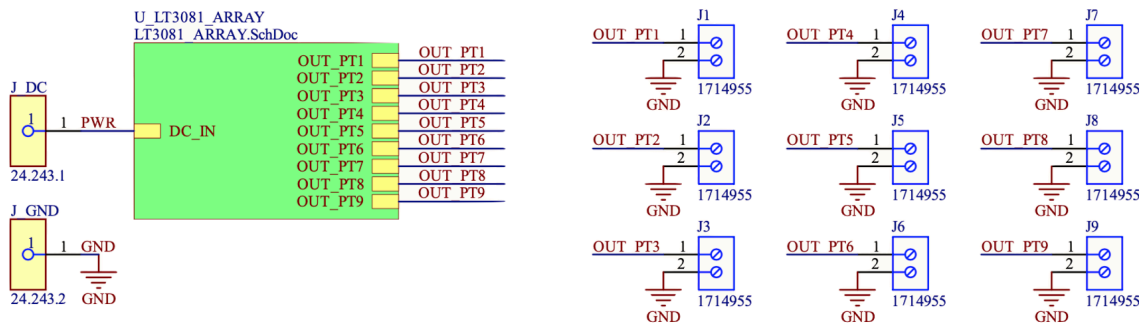 U_LT3081_ARRAY
LT3081_ARRAY.SchDoc
J_DC
1
1 PWR
24.243.1
DC_IN
OUT_PT1 OUT_PT1
OUT_PT2 OUT_PT2
OUT_PT3 OUT_PT3
OUT_PT4 OUT_PT4
OUT_PT5 OUT_PT5
OUT_PT6 OUT_PT6
OUT_PT7 OUT_PT7
OUT_PT8 OUT_PT8
OUT_PT9 OUT_PT9
J_GND
1
1 GND
GND
24.243.2
J1
OUT_PT1 1
2
GND
1714955
J4
OUT_PT4 1
2
GND
1714955
J7
OUT_PT7 1
2
GND
1714955
J2
OUT_PT2 1
2
GND
1714955
J5
OUT_PT5 1
2
GND
1714955
J8
OUT_PT8 1
2
GND
1714955
J3
OUT_PT3 1
2
GND
1714955
J6
OUT_PT6 1
2
GND
1714955
J9
OUT_PT9 1
2
GND
1714955